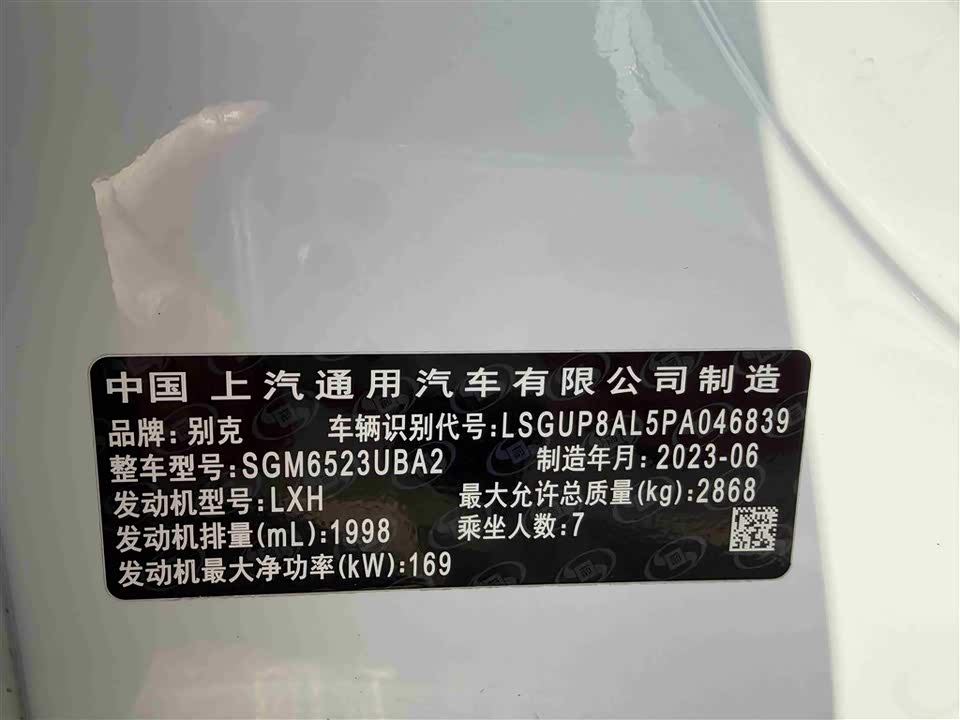 中国 上汽通用汽车有限公司制造
品牌: 别克 车辆识别代号:LSGUP8AL5PA046839
整车型号:SGM6523UBA2 制造年月: 2023-06
发动机型号:LXH 最大允许总质量(kg):2868
发动机排量(mL):1998 乘坐人数:7
发动机最大净功率(kW):169